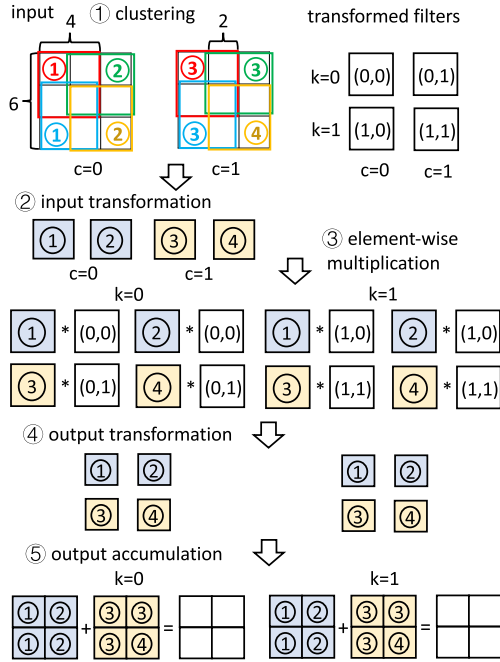 input ① clustering transformed filters
4 2
① ② ③ ③
k=0 (0,0) (0,1)
6
① ② ③ ④
k=1 (1,0) (1,1)
c=0 c=1 c=0 c=1
② input transformation
① ② ③ ④
③ element-wise
multiplication
c=0 c=1
k=0 k=1
① * (0,0) ② * (0,0) ① * (1,0) ② * (1,0)
③ * (0,1) ④ * (0,1) ③ * (1,1) ④ * (1,1)
④ output transformation
① ② ① ②
③ ④ ③ ④
⑤ output accumulation
k=0 k=1
① ② + ③ ③ = ① ② + ③ ③ =
① ② ③ ④ ① ② ③ ④